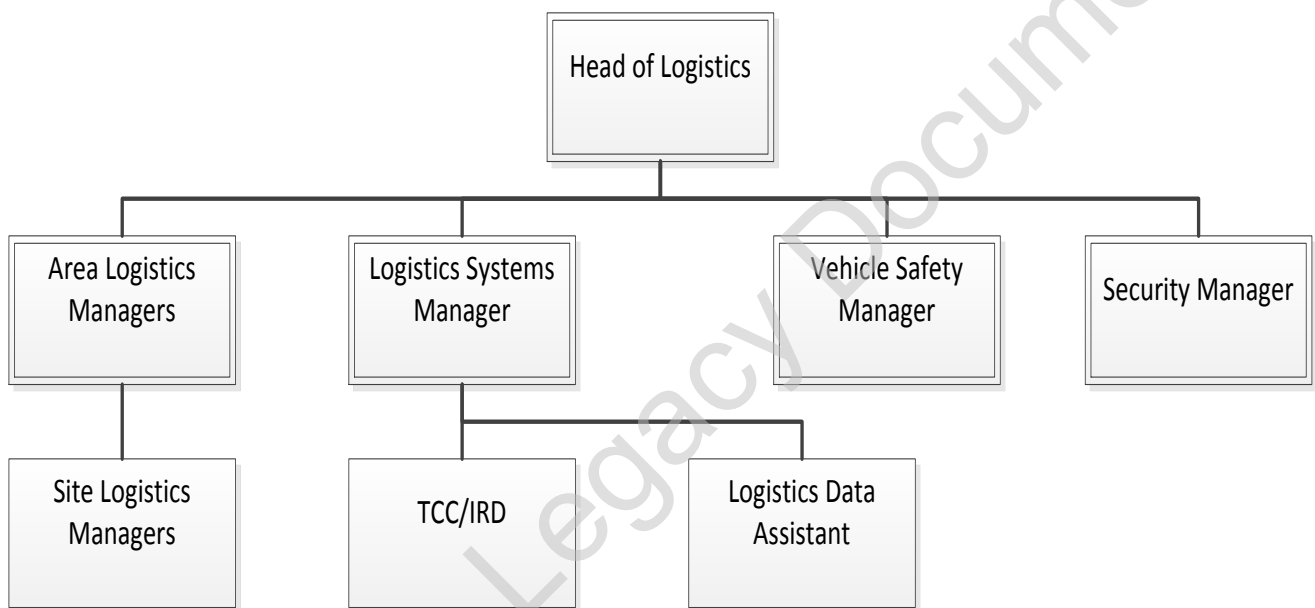 Head of Logistics
Area Logistics
Managers
Logistics Systems
Manager
Vehicle Safety
Manager
Security Manager
Site Logistics
Managers
TCC/IRD
Logistics Data
Assistant
Legacy